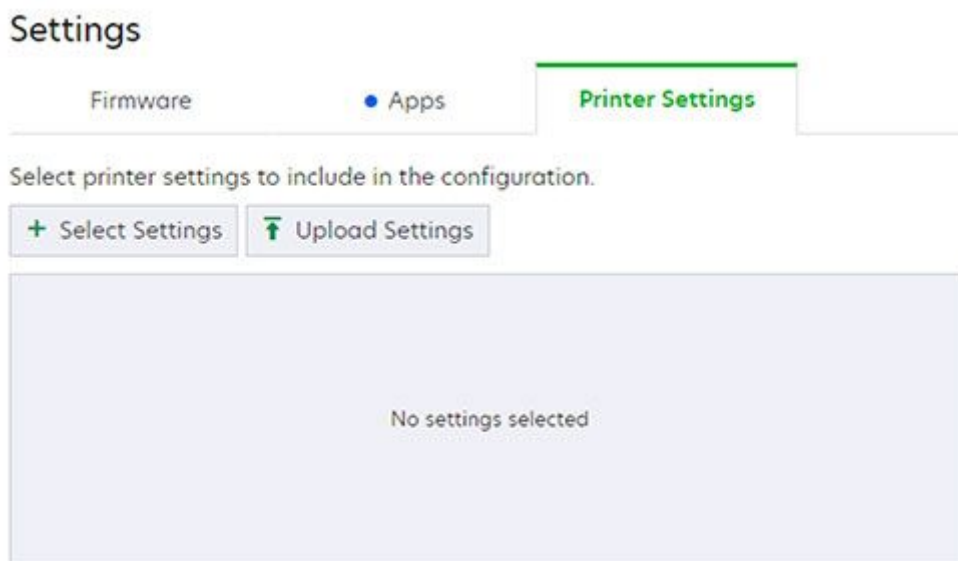 Settings
Firmware Apps Printer Settings
Select printer settings to include in the configuration.
+ Select Settings Upload Settings
No settings selected